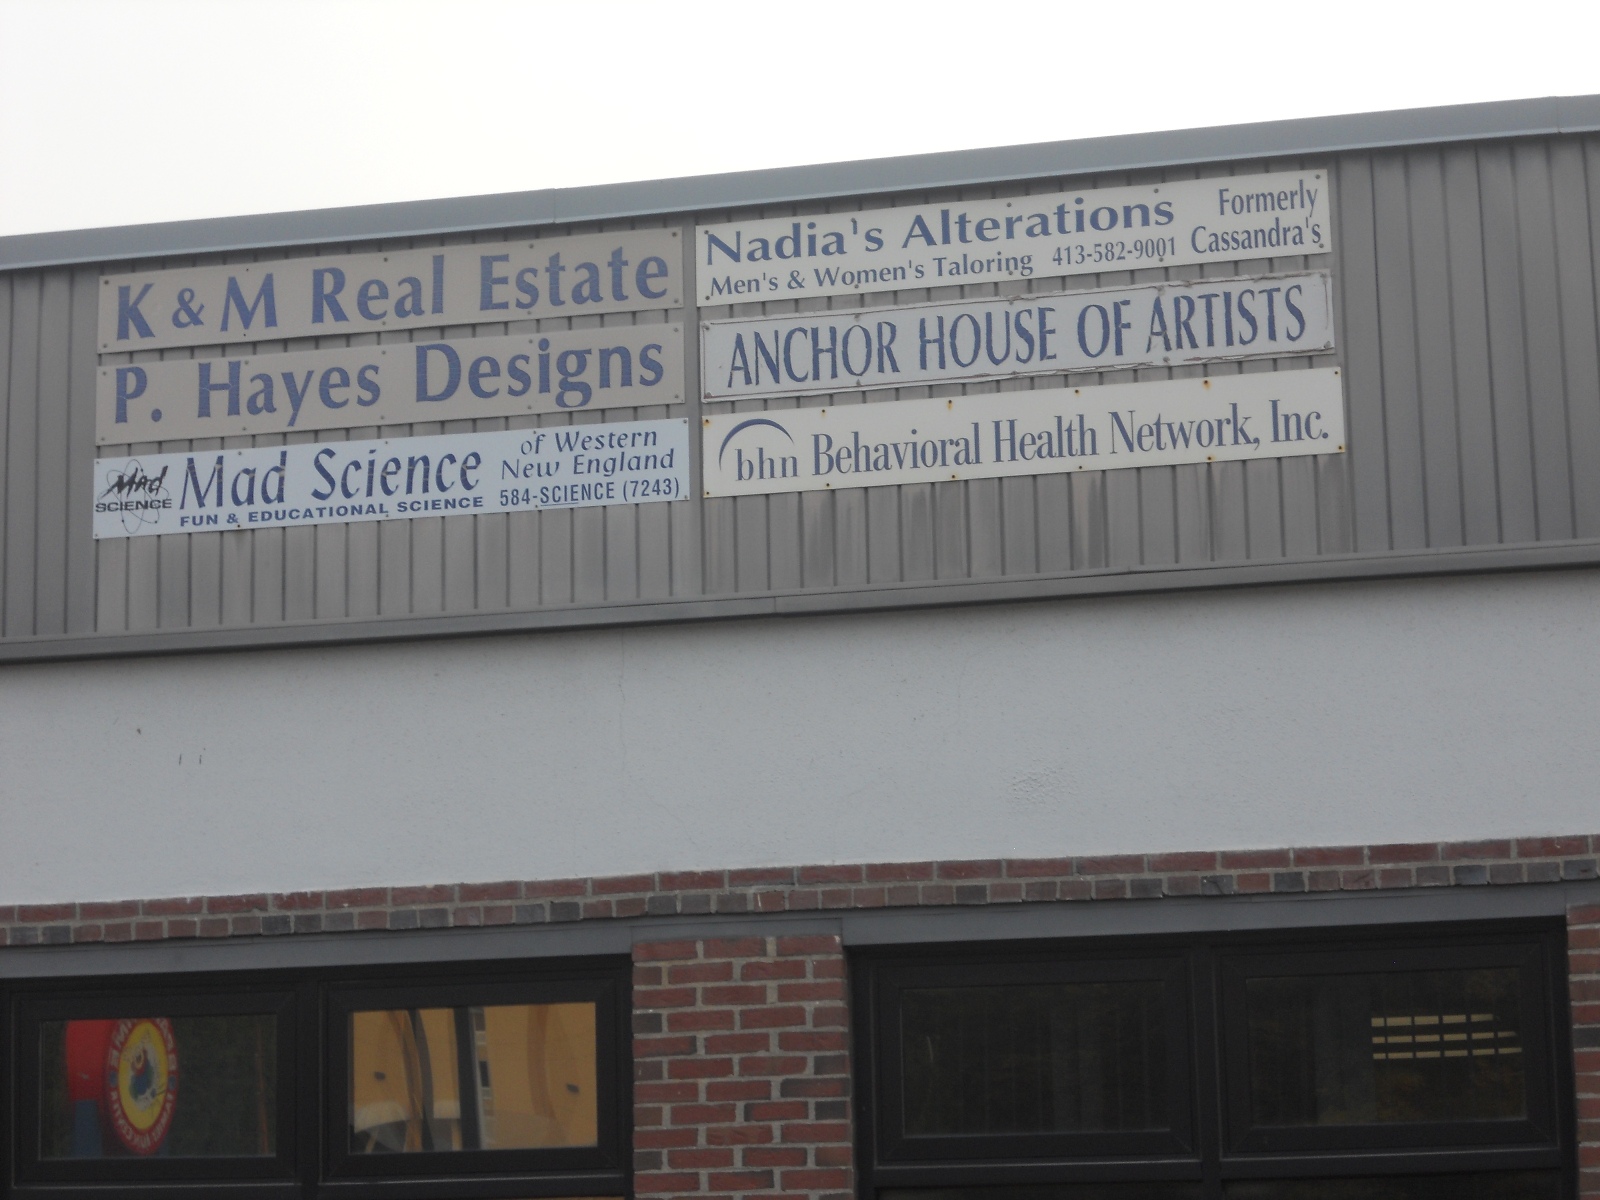 K & M Real Estate
P. Hayes Designs
Mad
SCIENCE
Mad Science
FUN & EDUCATIONAL SCIENCE
of Western
New England
584-SCIENCE (7243)
Nadia's Alterations
Men's & Women's Taloring 413-582-9001
Formerly
Cassandra's
ANCHOR HOUSE OF ARTISTS
bhn Behavioral Health Network, Inc.